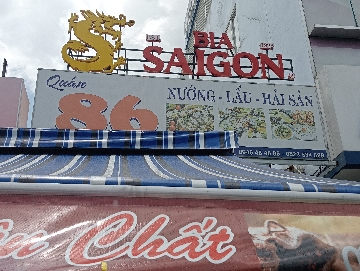 BIA
SAIGON
Quán
86
NƯỚNG - LẨU - HẢI SẢN
Chất